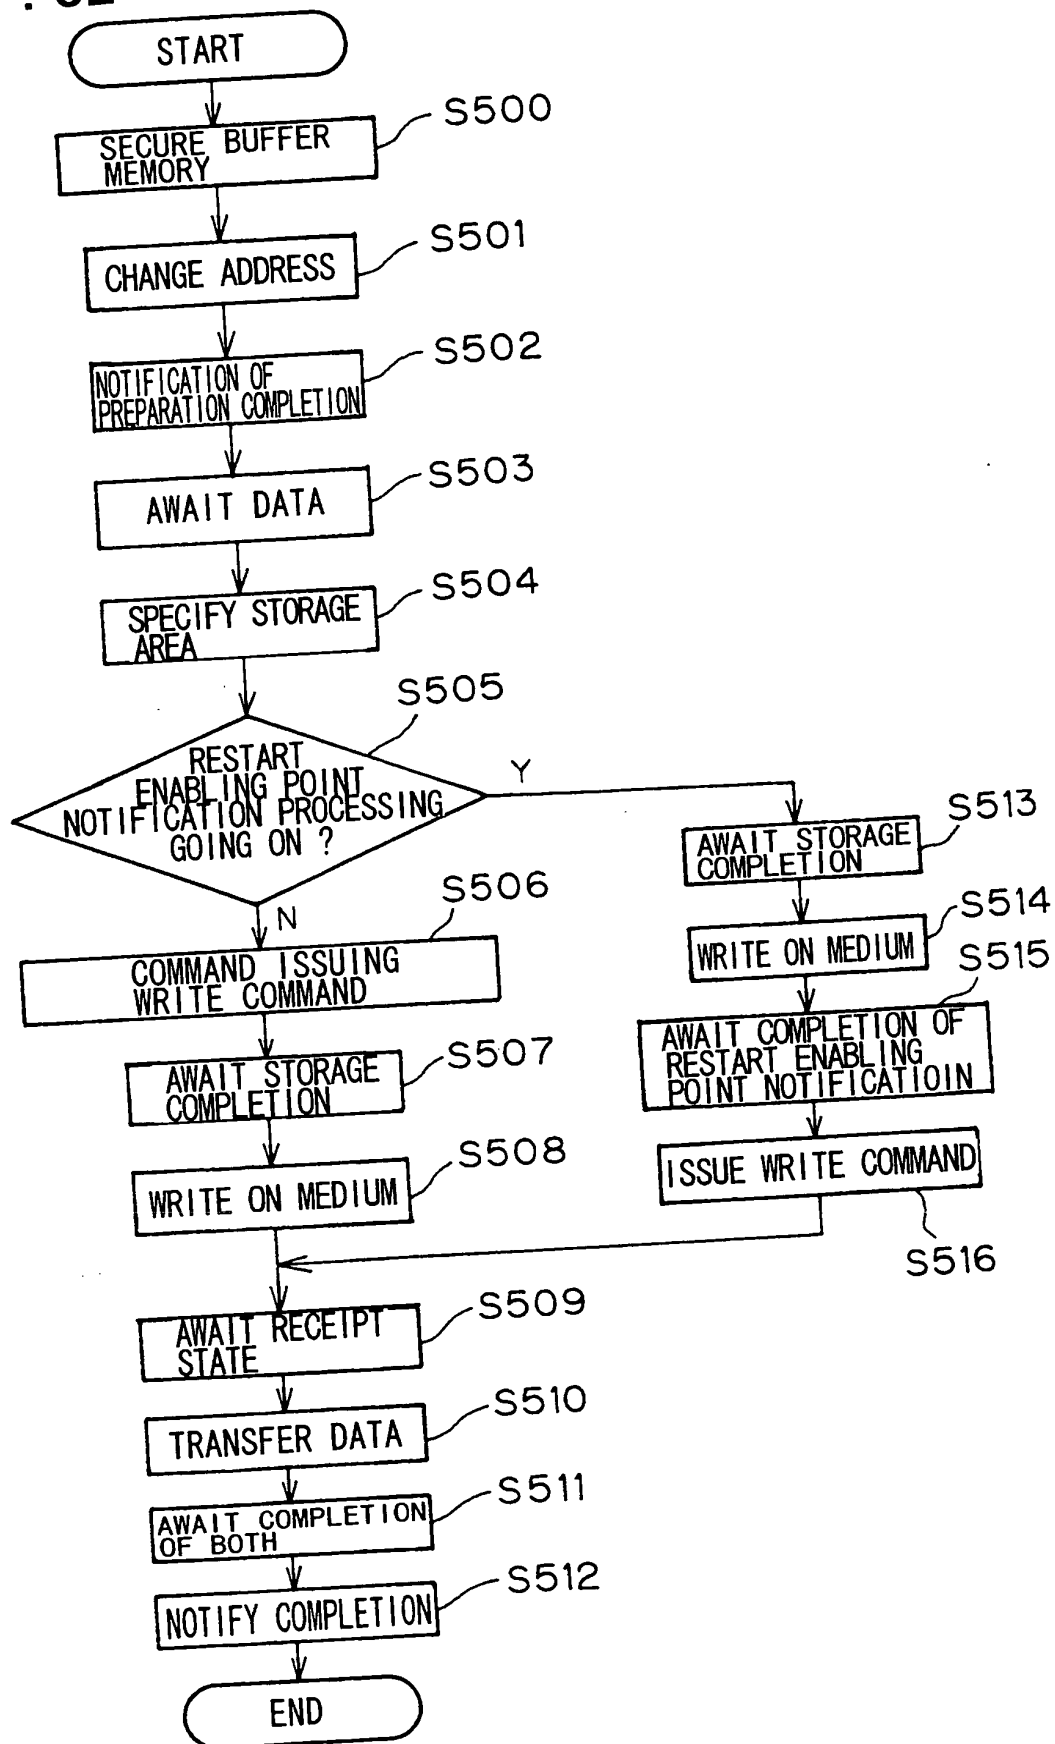 START
S500
SECURE BUFFER
MEMORY
S501
CHANGE ADDRESS
S502
NOTIFICATION OF
PREPARATION COMPLETION
S503
AWAIT DATA
S504
SPECIFY STORAGE
AREA
S505
RESTART
ENABLING POINT
NOTIFICATION PROCESSING
GOING ON ?
Y
N
S506
COMMAND ISSUING
WRITE COMMAND
S507
AWAIT STORAGE
COMPLETION
S508
WRITE ON MEDIUM
S513
AWAIT STORAGE
COMPLETION
S514
WRITE ON MEDIUM
S515
AWAIT COMPLETION OF
RESTART ENABLING
POINT NOTIFICATIOIN
ISSUE WRITE COMMAND
S516
S509
AWAIT RECEIPT
STATE
S510
TRANSFER DATA
S511
AWAIT COMPLETION
OF BOTH
S512
NOTIFY COMPLETION
END